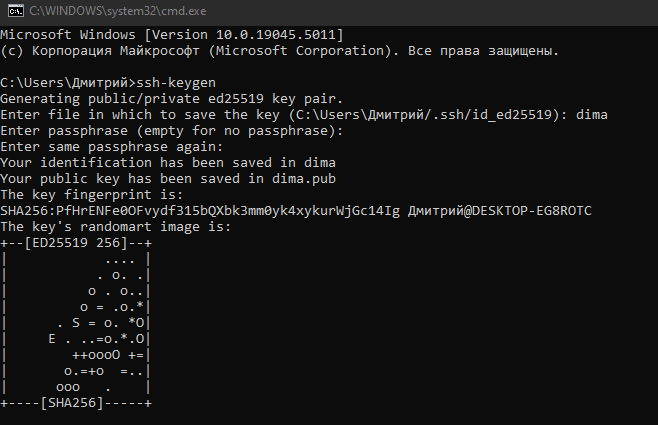 C:\WINDOWS\system32\cmd.exe
Microsoft Windows [Version 10.0.19045.5011]
(c) Корпорация Майкрософт (Microsoft Corporation). Все права защищены.
C:\Users\Дмитрий>ssh-keygen
Generating public/private ed25519 key pair.
Enter file in which to save the key (C:\Users\Дмитрий/.ssh/id_ed25519): dima
Enter passphrase (empty for no passphrase):
Enter same passphrase again:
Your identification has been saved in dima
Your public key has been saved in dima.pub
The key fingerprint is:
SHA256:PfHrENFe0OFvydf315bQXbk3mm0yk4xykurWjGc14Ig Дмитрий@DESKTOP-EG8ROTC
The key's randomart image is:
+--[ED25519 256]--+
|            .... |
|           . o. .|
|          o . o..|
|         o = .o.*|
|      . S = o. *O|
|     E . ..=o.*.O|
|        ++oooO +=|
|       o.=+o  =..|
|      ooo   .    |
+----[SHA256]-----+